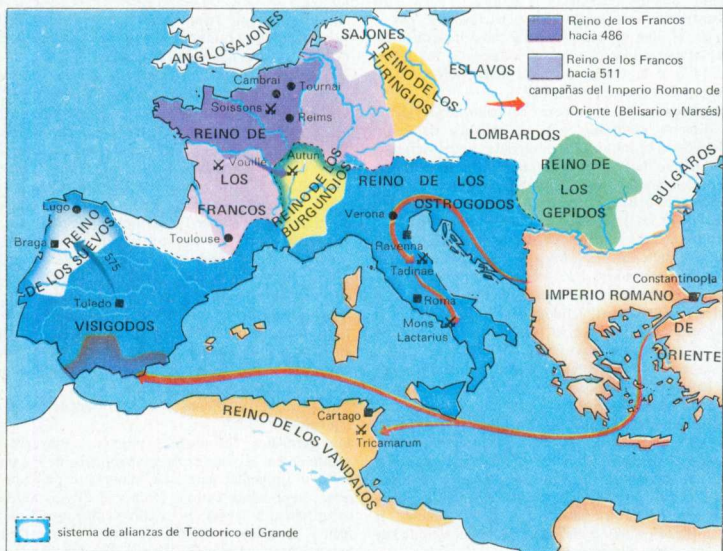 Reino de los Francos
hacia 486
Reino de los Francos
hacia 511
campañas del Imperio Romano de
Oriente (Belisario y Narsés)
ANGLOSAJONES
SAJONES
REINO DE LOS
TURINGIOS
ESLAVOS
Cambrai
Tournai
Soissons
Reims
REINO DE
LOS
FRANCOS
Vouillé
Autun
REINO DE LOS
BURGUNDIOS
LOMBARDOS
REINO DE LOS
OSTROGODOS
REINO DE
LOS
GEPIDOS
BULGAROS
Lugo
Braga
REINO
DE LOS SUEVOS
575
Toulouse
Toledo
VISIGODOS
Verona
Ravenna
Tadinae
Roma
Mons
Lactarius
IMPERIO ROMANO
DE
ORIENTE
Constantinopla
Cartago
Tricamarum
REINO DE LOS VANDALOS
sistema de alianzas de Teodorico el Grande